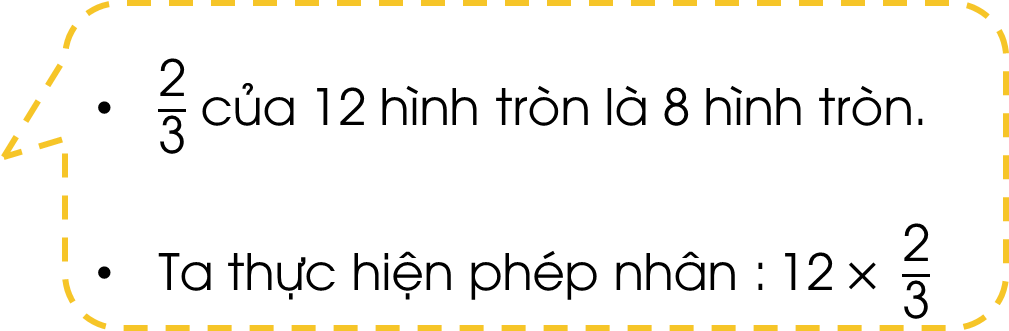 • 2/3 của 12 hình tròn là 8 hình tròn.
• Ta thực hiện phép nhân : 12 × 2/3